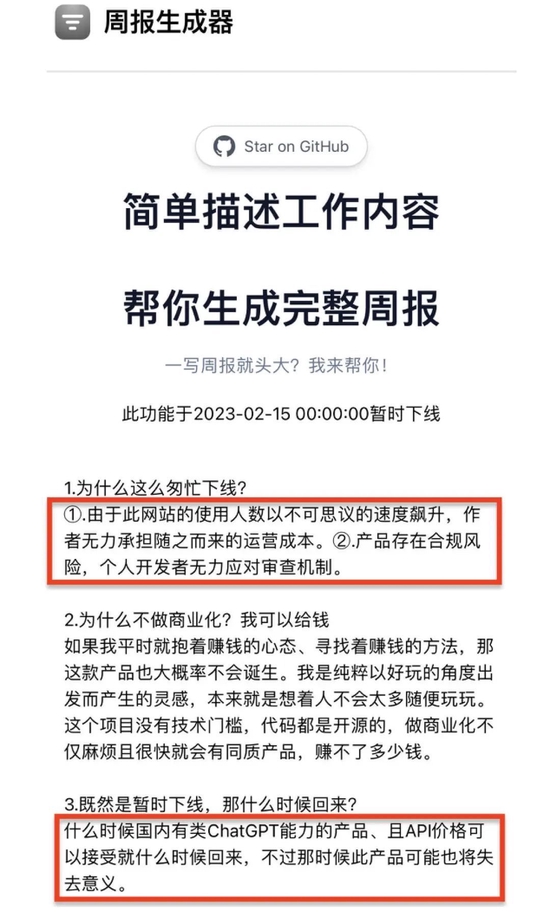 周报生成器
Star on GitHub
简单描述工作内容
帮你生成完整周报
一写周报就头大？我来帮你！
此功能于2023-02-15 00:00:00暂时下线
1.为什么这么匆忙下线?
①.由于此网站的使用人数以不可思议的速度飙升，作
者无力承担随之而来的运营成本。②.产品存在合规风
险，个人开发者无力应对审查机制。
2.为什么不做商业化？我可以给钱
如果我平时就抱着赚钱的心态、寻找着赚钱的方法，那
这款产品也大概率不会诞生。我是纯粹以好玩的角度出
发而产生的灵感，本来就是想着人不会太多随便玩玩。
这个项目没有技术门槛，代码都是开源的，做商业化不
仅麻烦且很快就会有同质产品，赚不了多少钱。
3.既然是暂时下线，那什么时候回来?
什么时候国内有类ChatGPT能力的产品、且API价格可
以接受就什么时候回来，不过那时候此产品可能也将失
去意义。